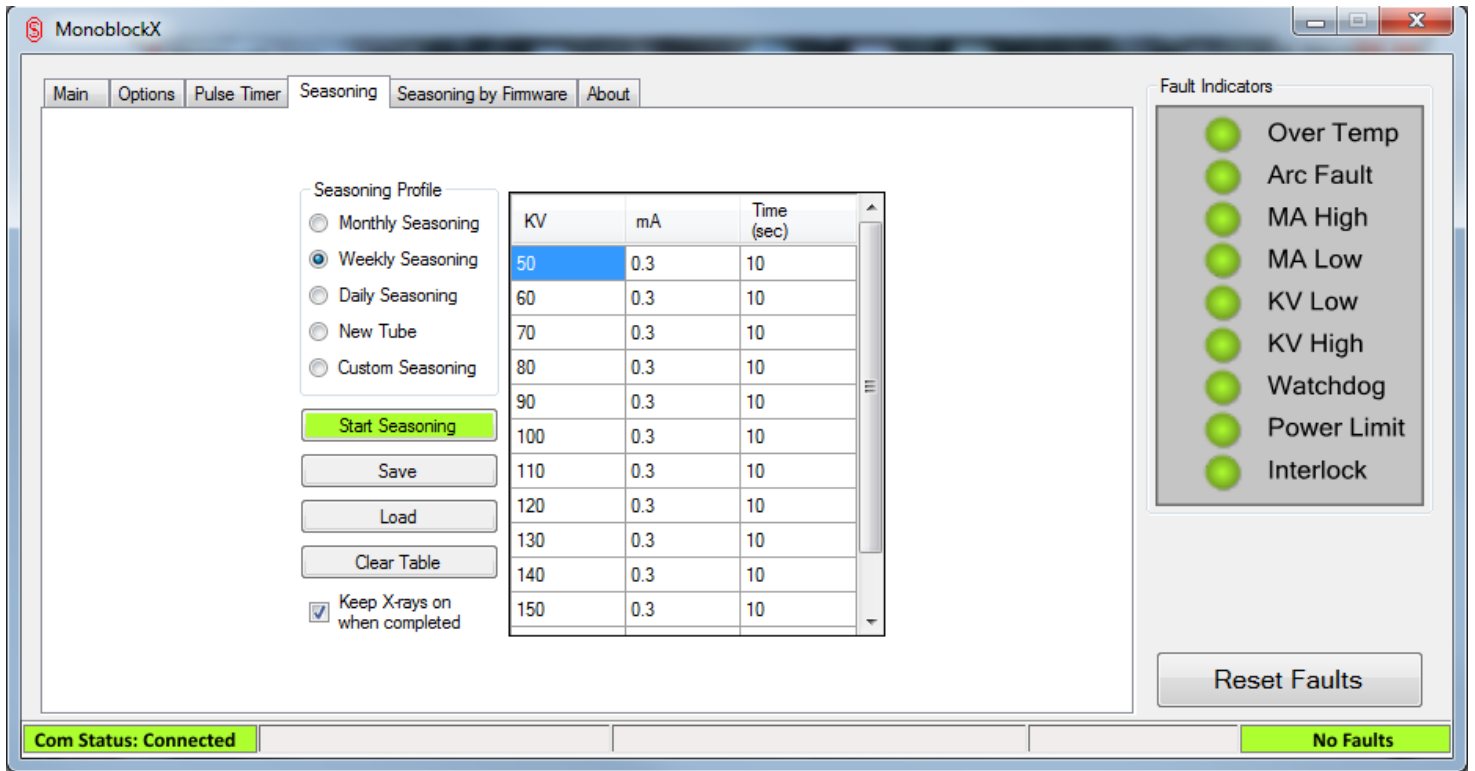 MonoblockX
Main Options Pulse Timer Seasoning Seasoning by Firmware About
Seasoning Profile
Monthly Seasoning
Weekly Seasoning
Daily Seasoning
New Tube
Custom Seasoning
Start Seasoning
Save
Load
Clear Table
Keep X-rays on
when completed
KV mA Time
(sec)
50 0.3 10
60 0.3 10
70 0.3 10
80 0.3 10
90 0.3 10
100 0.3 10
110 0.3 10
120 0.3 10
130 0.3 10
140 0.3 10
150 0.3 10
Fault Indicators
Over Temp
Arc Fault
MA High
MA Low
KV Low
KV High
Watchdog
Power Limit
Interlock
Reset Faults
Com Status: Connected
No Faults